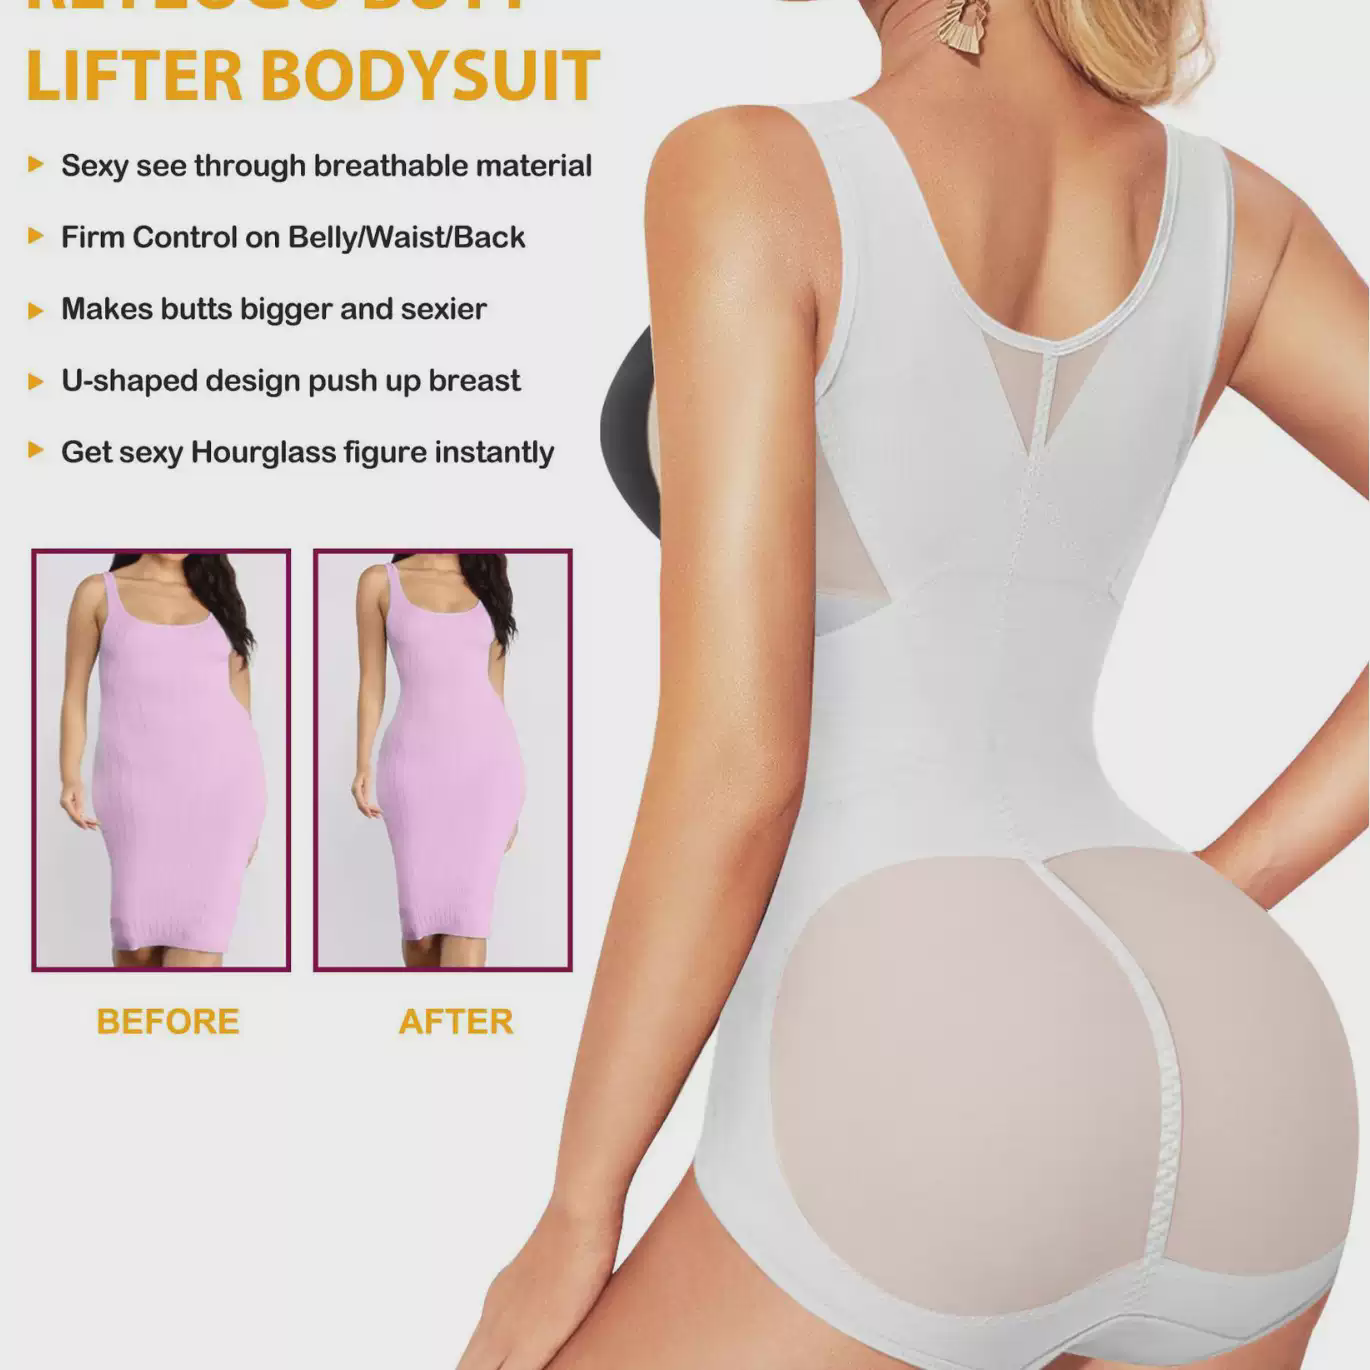 LIFTER BODYSUIT
Sexy see through breathable material
Firm Control on Belly/Waist/Back
Makes butts bigger and sexier
U-shaped design push up breast
Get sexy Hourglass figure instantly
BEFORE
AFTER